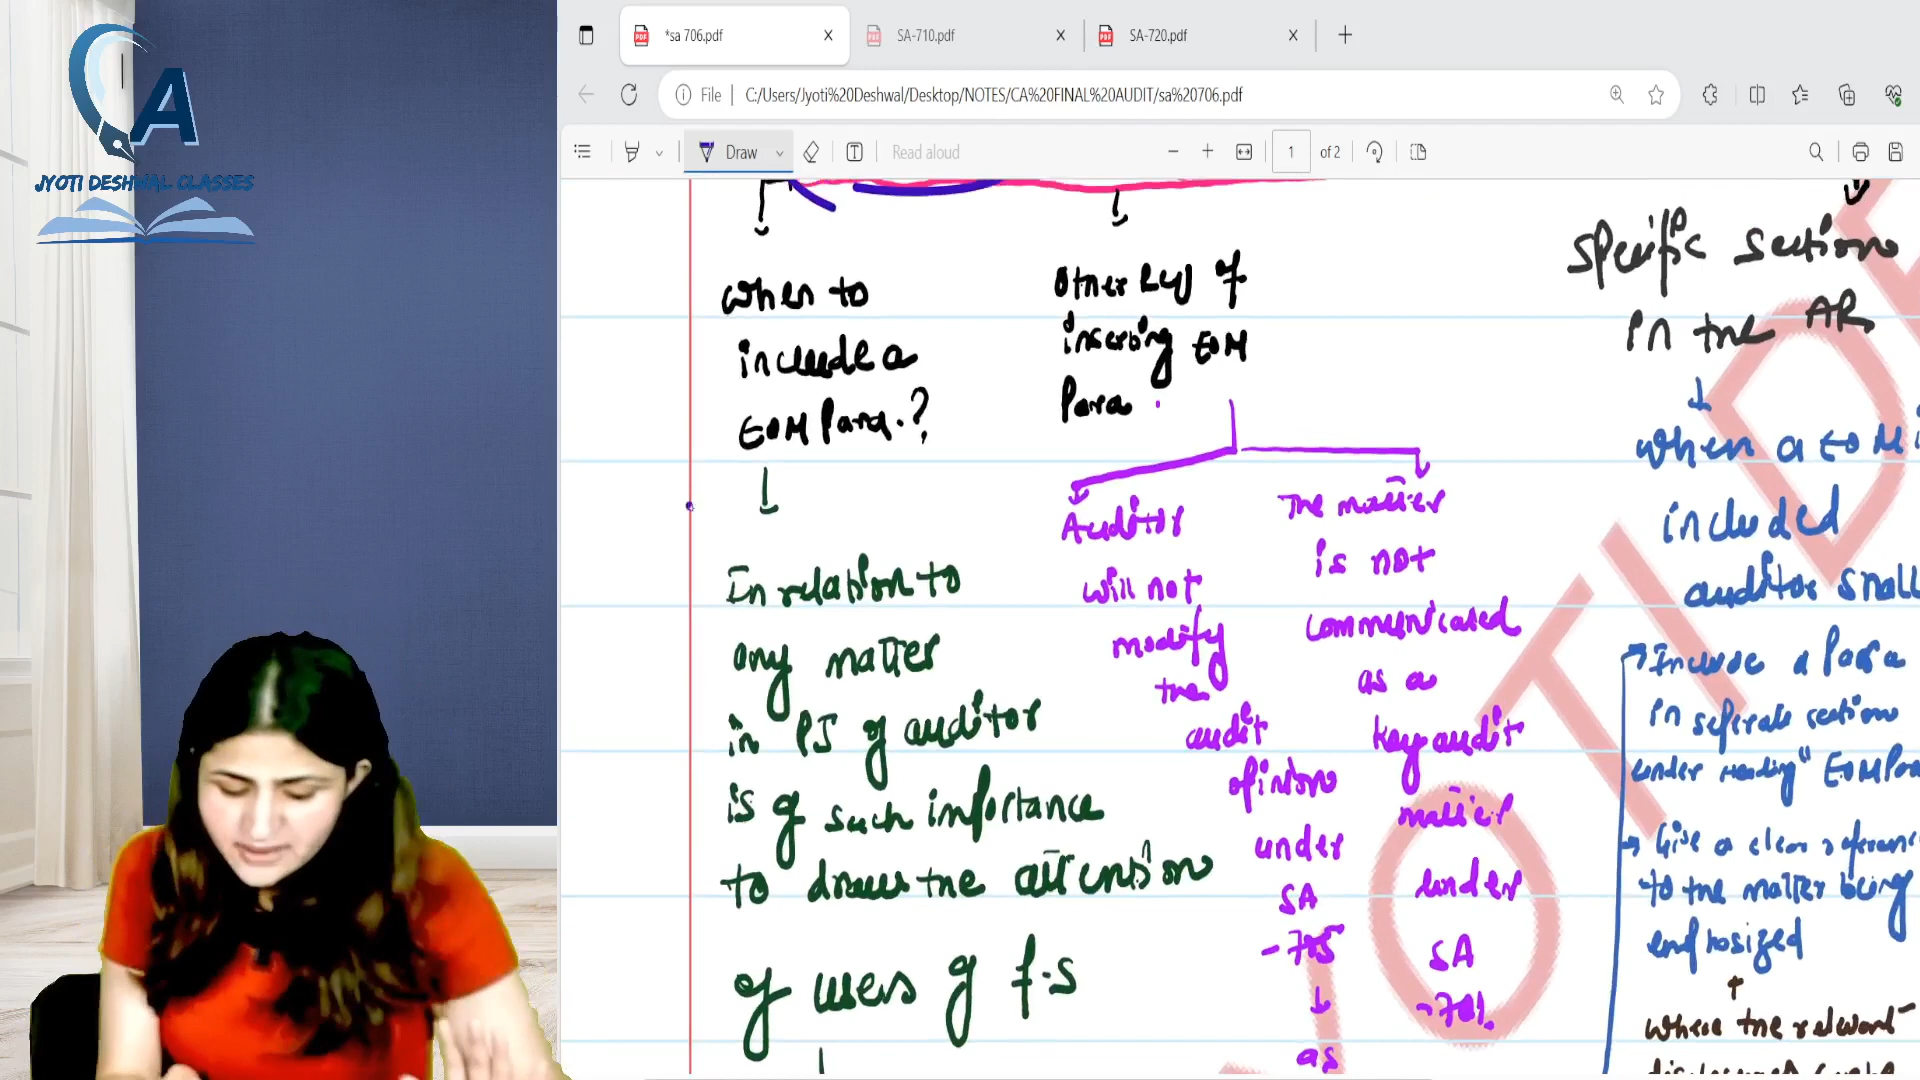 CA
JYOTI DESHWAL CLASSES
*sa 706.pdf
SA-710.pdf
SA-720.pdf
File
C:/Users/Jyoti%20Deshwal/Desktop/NOTES/CA%20FINAL%20AUDIT/sa%20706.pdf
Draw
Read aloud
1 of 2
When to
include a
EOM Para.?
In relation to
any matter
in PJ of auditor
is of such importance
to draw the attention
of users of f.s
Other Req of
EOM
Para
Auditor
will not
modify
the
audit
opinion
under
SA
-705
as
The matter
is not
communicated
as a
key audit
matter
under
SA
-701.
Specific section
in the AR
when a EOM
included
auditor shall
Include a Para
in seperate section
under heading "EOM Para
Give a clear reference
to the matter being
emphasized
+
where the relevant
JYOTI DE